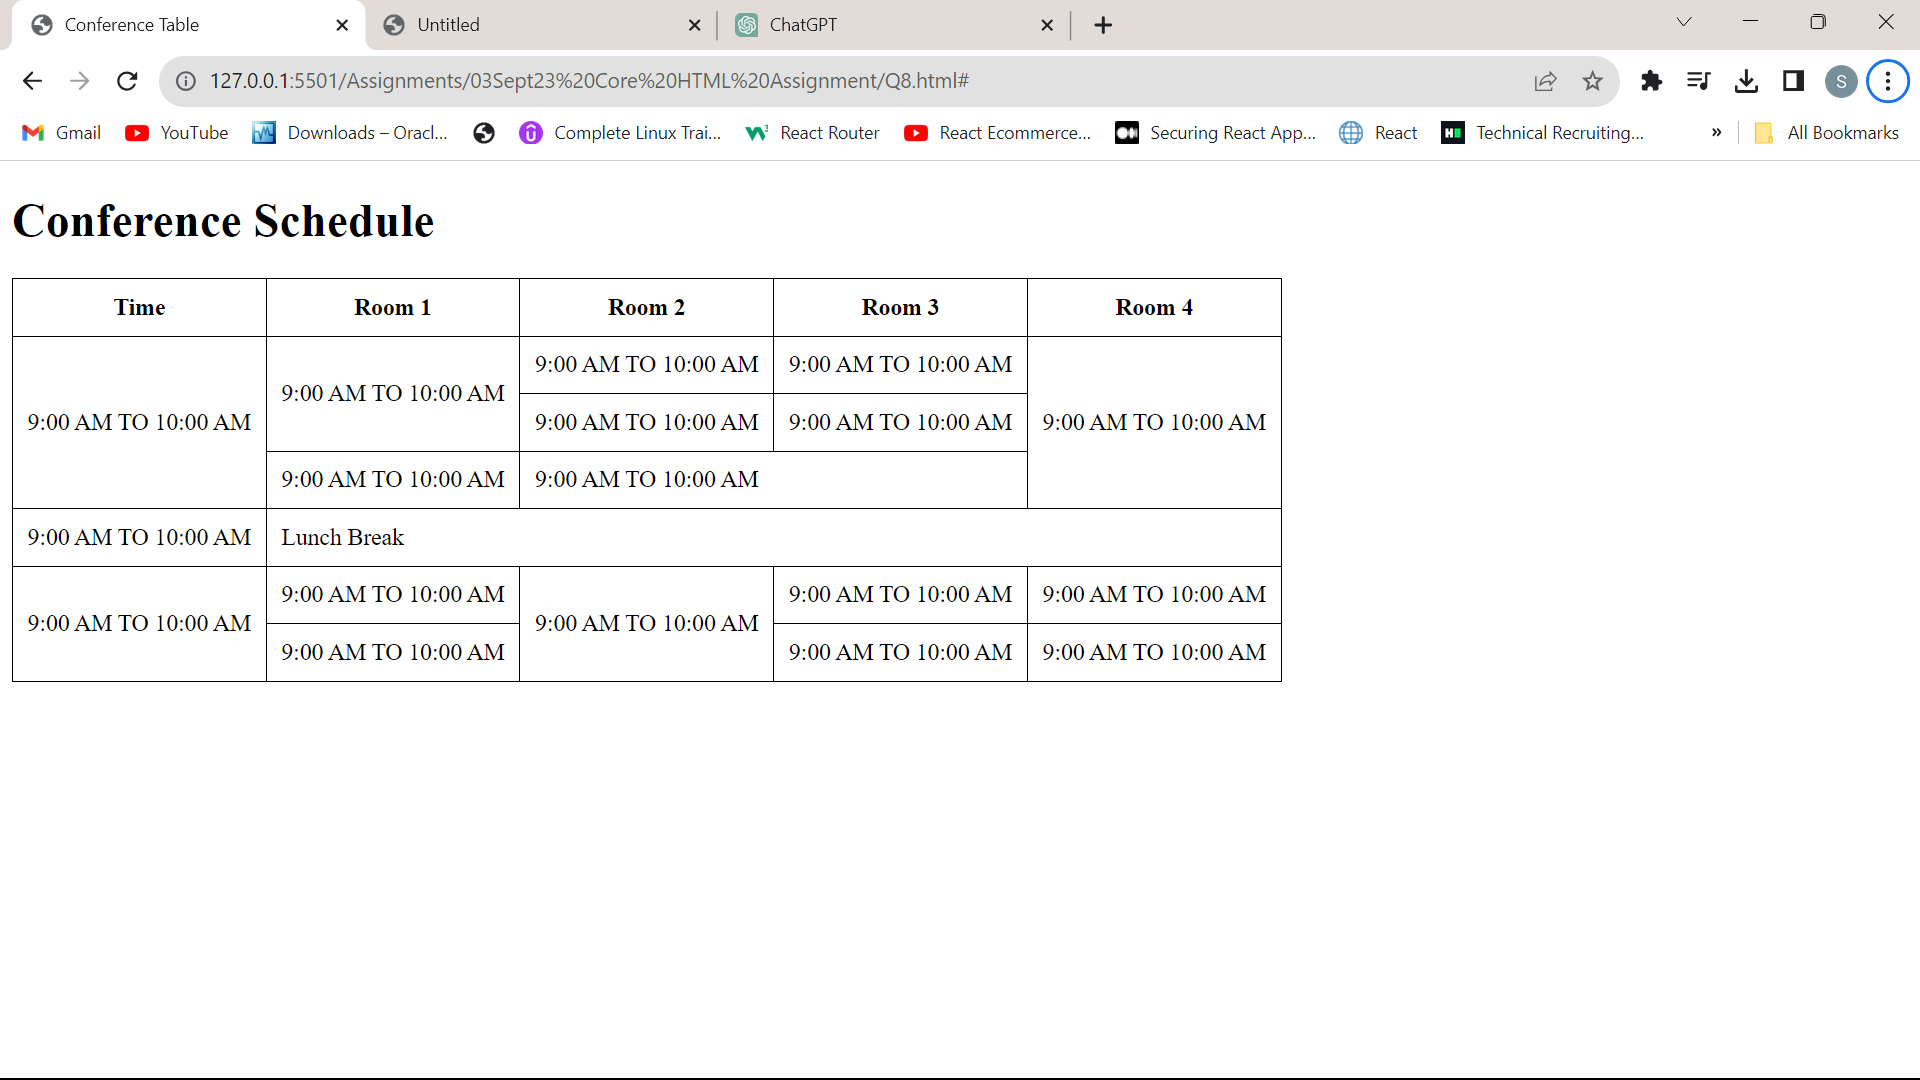 Conference Table
Untitled
ChatGPT
127.0.0.1:5501/Assignments/03Sept23%20Core%20HTML%20Assignment/Q8.html#
S
Gmail YouTube Downloads – Oracl... Complete Linux Trai... React Router React Ecommerce... Securing React App... React Technical Recruiting... » All Bookmarks
Conference Schedule
Time Room 1 Room 2 Room 3 Room 4
9:00 AM TO 10:00 AM 9:00 AM TO 10:00 AM 9:00 AM TO 10:00 AM 9:00 AM TO 10:00 AM 9:00 AM TO 10:00 AM
9:00 AM TO 10:00 AM 9:00 AM TO 10:00 AM
9:00 AM TO 10:00 AM 9:00 AM TO 10:00 AM
9:00 AM TO 10:00 AM Lunch Break
9:00 AM TO 10:00 AM 9:00 AM TO 10:00 AM 9:00 AM TO 10:00 AM 9:00 AM TO 10:00 AM 9:00 AM TO 10:00 AM
9:00 AM TO 10:00 AM 9:00 AM TO 10:00 AM 9:00 AM TO 10:00 AM